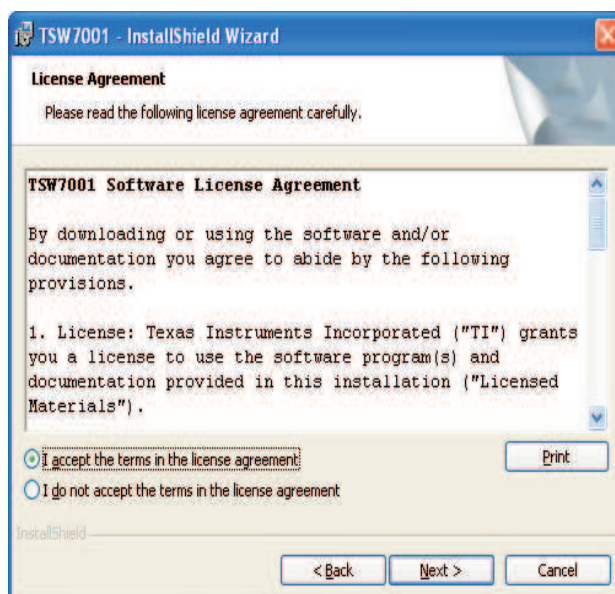 TSW7001 - InstallShield Wizard
License Agreement
Please read the following license agreement carefully.
TSW7001 Software License Agreement
By downloading or using the software and/or
documentation you agree to abide by the following
provisions.
1. License: Texas Instruments Incorporated ("TI") grants
you a license to use the software program(s) and
documentation provided in this installation ("Licensed
Materials").
I accept the terms in the license agreement
Print
I do not accept the terms in the license agreement
InstallShield
< Back
Next >
Cancel